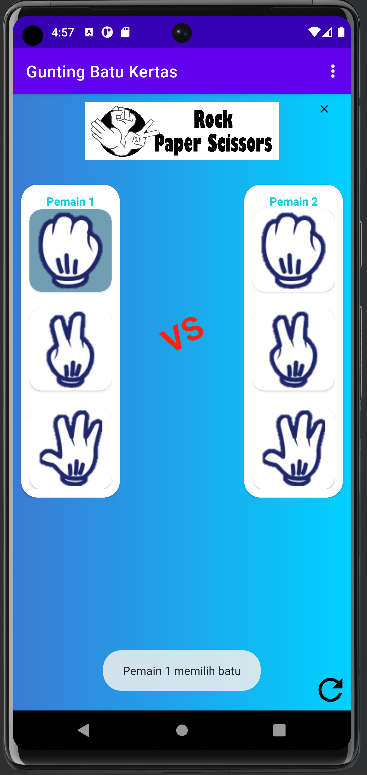 4:57
Gunting Batu Kertas
Rock
Paper Scissors
Pemain 1
Pemain 2
VS
Pemain 1 memilih batu